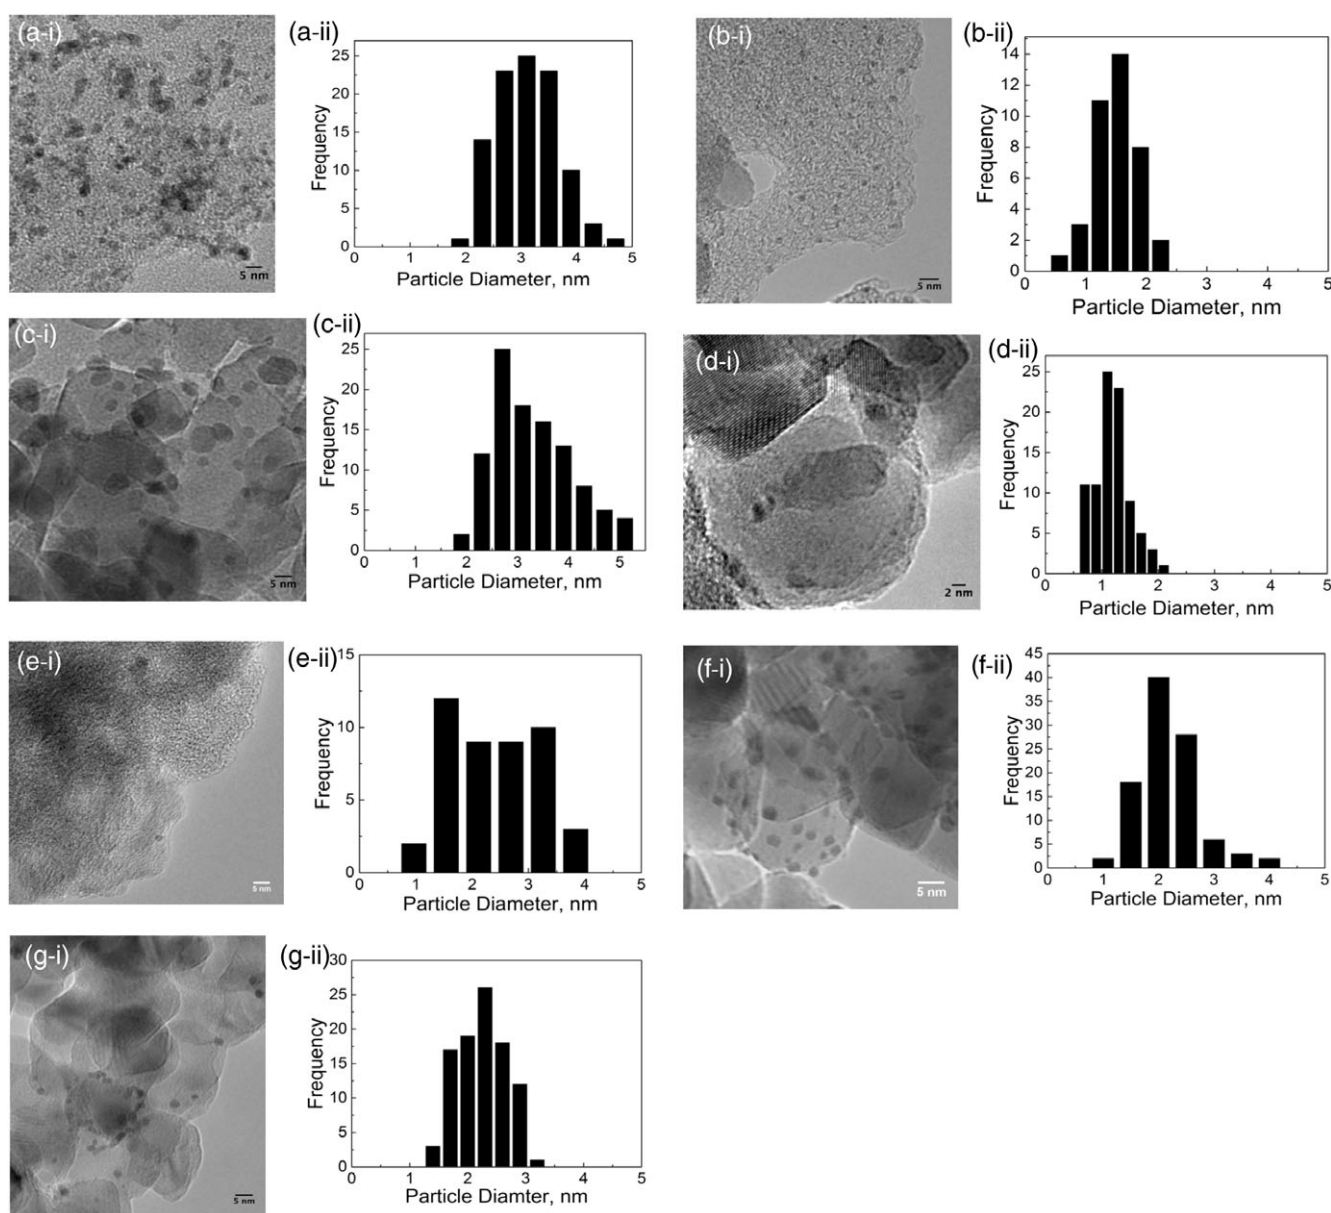 (a-i)
5 nm
(a-ii)
25
20
15
10
5
0
Frequency
0 1 2 3 4 5
Particle Diameter, nm
(b-i)
5 nm
(b-ii)
14
12
10
8
6
4
2
0
Frequency
0 1 2 3 4 5
Particle Diameter, nm
(c-i)
5 nm
(c-ii)
25
20
15
10
5
0
Frequency
0 1 2 3 4 5
Particle Diameter, nm
(d-i)
2 nm
(d-ii)
25
20
15
10
5
0
Frequency
0 1 2 3 4 5
Particle Diameter, nm
(e-i)
5 nm
(e-ii)
15
10
5
0
Frequency
0 1 2 3 4 5
Particle Diameter, nm
(f-i)
5 nm
(f-ii)
45
40
35
30
25
20
15
10
5
0
Frequency
0 1 2 3 4 5
Particle Diameter, nm
(g-i)
5 nm
(g-ii)
30
25
20
15
10
5
0
Frequency
0 1 2 3 4 5
Particle Diamter, nm